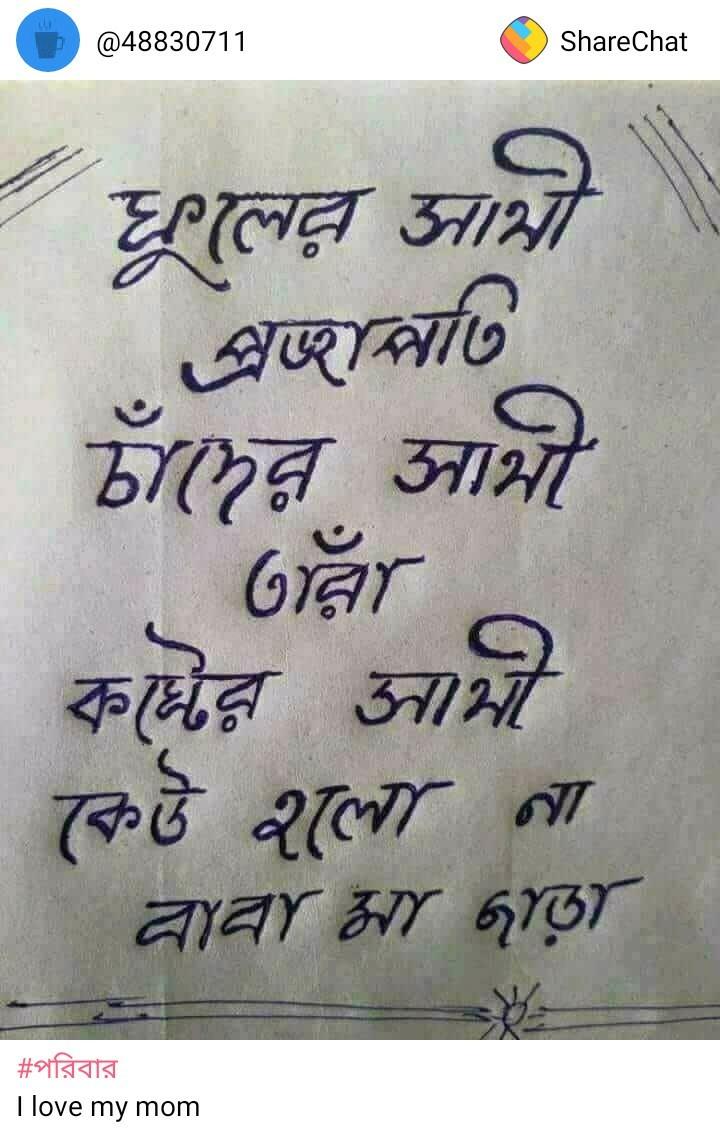 @48830711 ShareChat
ফুলের সাথী
প্রজাপতি
চাঁদের সাথী
তাঁরা
কষ্টের সাথী
কেউ হলো না
বাবা মা ছাড়া
#পরিবার
I love my mom